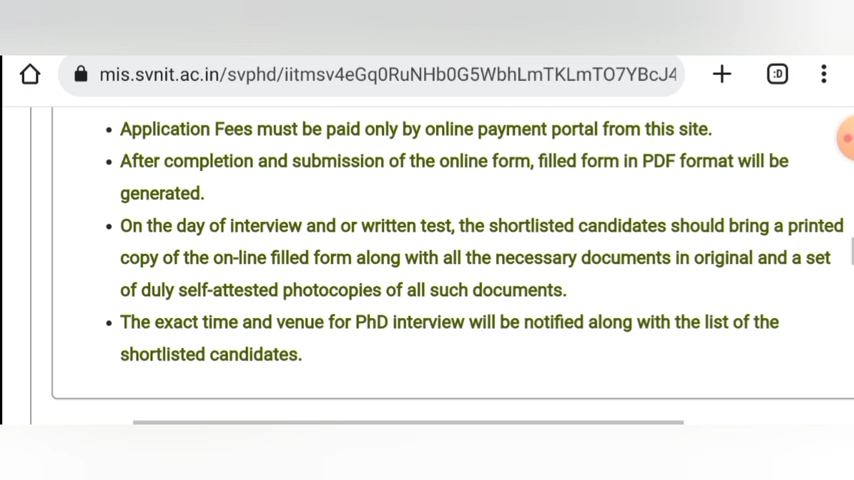 mis.svnit.ac.in/svphd/iitmsv4eGq0RuNHb0G5WbhLmTKLmTO7YBcJ4
:D
Application Fees must be paid only by online payment portal from this site.
After completion and submission of the online form, filled form in PDF format will be
generated.
On the day of interview and or written test, the shortlisted candidates should bring a printed
copy of the on-line filled form along with all the necessary documents in original and a set
of duly self-attested photocopies of all such documents.
The exact time and venue for PhD interview will be notified along with the list of the
shortlisted candidates.